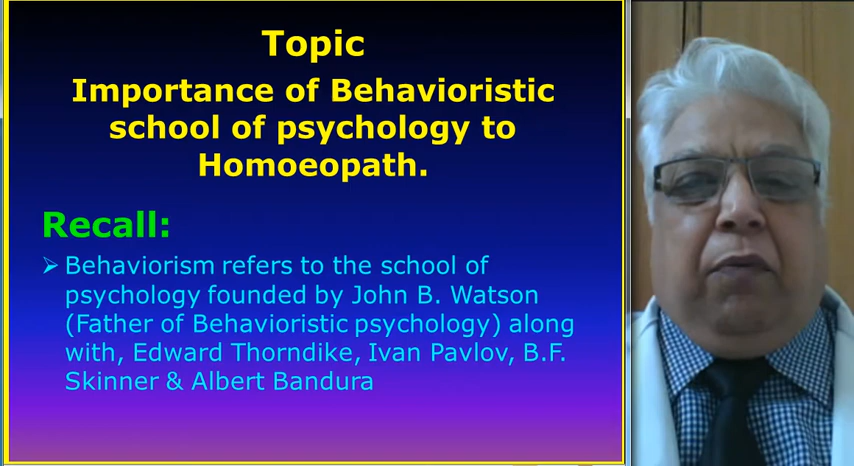 Topic
Importance of Behavioristic
school of psychology to
Homoeopath.
Recall:
➢ Behaviorism refers to the school of
psychology founded by John B. Watson
(Father of Behavioristic psychology) along
with, Edward Thorndike, Ivan Pavlov, B.F.
Skinner & Albert Bandura